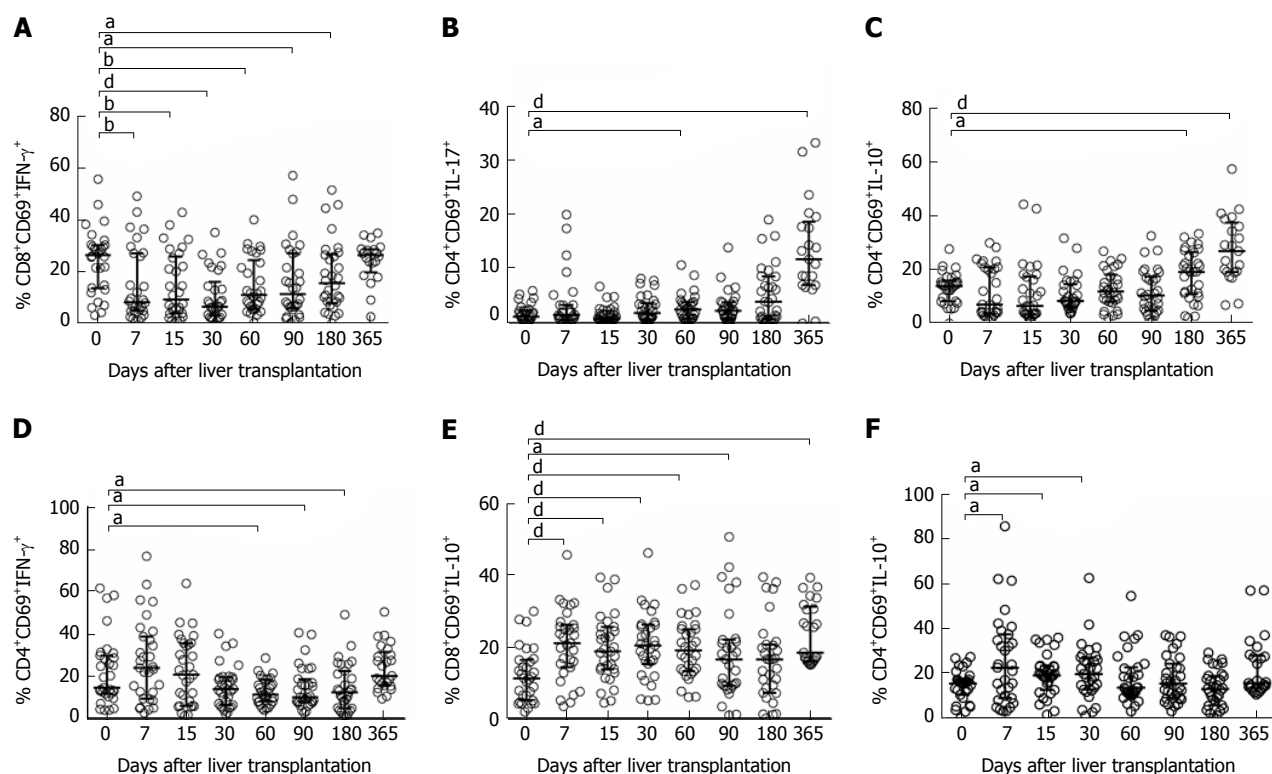 A
a
a
b
d
b
b
% CD8⁺CD69⁺IFN-γ⁺
80
60
40
20
0
0 7 15 30 60 90 180 365
Days after liver transplantation
B
d
a
% CD4⁺CD69⁺IL-17⁺
40
30
20
10
0
0 7 15 30 60 90 180 365
Days after liver transplantation
C
d
a
% CD4⁺CD69⁺IL-10⁺
80
60
40
20
0
0 7 15 30 60 90 180 365
Days after liver transplantation
D
a
a
a
% CD4⁺CD69⁺IFN-γ⁺
100
80
60
40
20
0
0 7 15 30 60 90 180 365
Days after liver transplantation
E
d
a
d
d
d
d
% CD8⁺CD69⁺IL-10⁺
60
40
20
0
0 7 15 30 60 90 180 365
Days after liver transplantation
F
a
a
a
% CD4⁺CD69⁺IL-10⁺
100
80
60
40
20
0
0 7 15 30 60 90 180 365
Days after liver transplantation